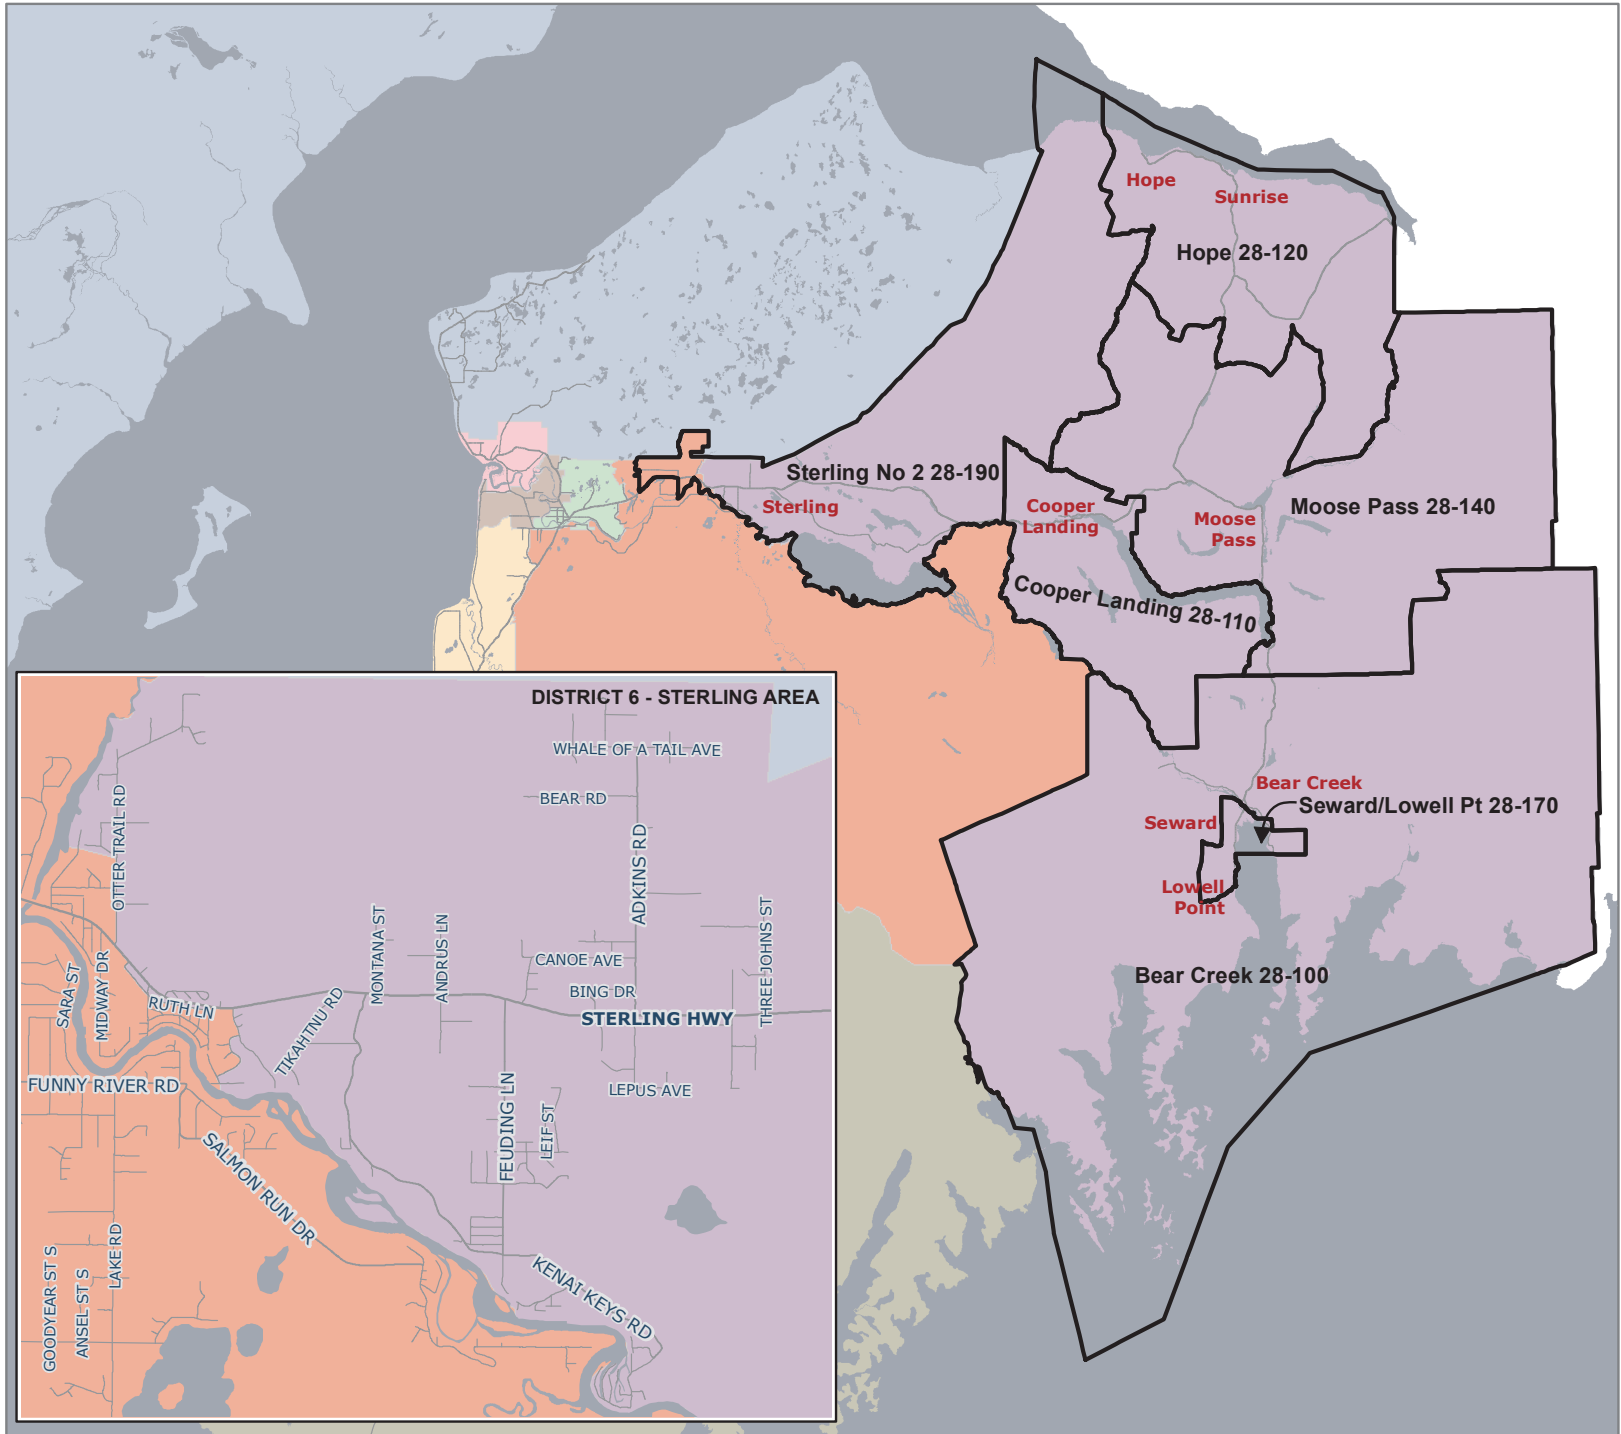 Hope
Sunrise
Hope 28-120
Sterling No 2 28-190
Sterling
Cooper
Landing
Moose
Pass
Moose Pass 28-140
Cooper Landing 28-110
Bear Creek
Seward/Lowell Pt 28-170
Seward
Lowell
Point
Bear Creek 28-100
DISTRICT 6 - STERLING AREA
WHALE OF A TAIL AVE
BEAR RD
OTTER TRAIL RD
ADKINS RD
MONTANA ST
ANDRUS LN
THREE JOHNS ST
CANOE AVE
BING DR
STERLING HWY
SARA ST
MIDWAY DR
RUTH LN
TIKAHTNU RD
FUNNY RIVER RD
LEPUS AVE
FEUDING LN
LEIF ST
SALMON RUN DR
LAKE RD
GOODYEAR ST S
ANSEL ST S
KENAI KEYS RD